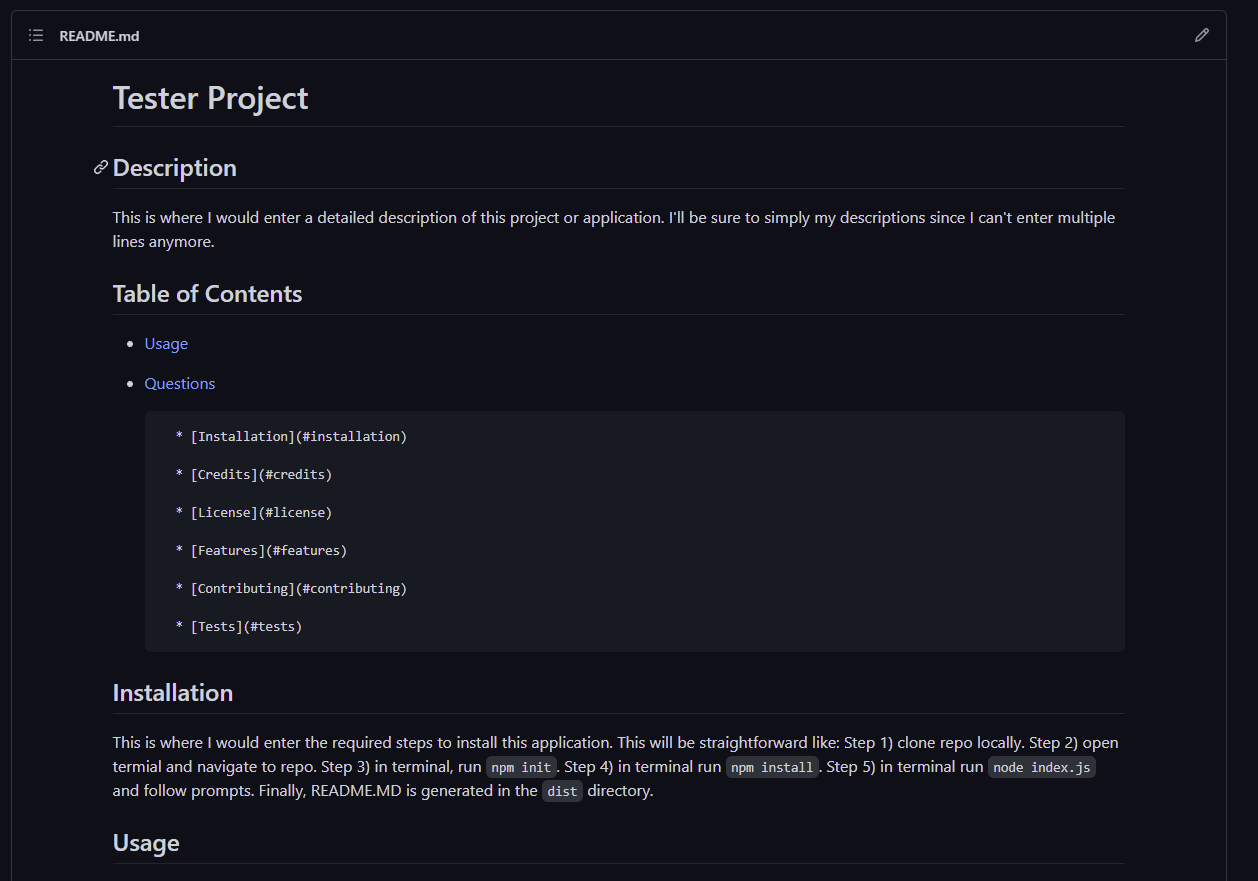 README.md
Tester Project
Description
This is where I would enter a detailed description of this project or application. I'll be sure to simply my descriptions since I can't enter multiple
lines anymore.
Table of Contents
• Usage
• Questions
* [Installation](#installation)
* [Credits](#credits)
* [License](#license)
* [Features](#features)
* [Contributing](#contributing)
* [Tests](#tests)
Installation
This is where I would enter the required steps to install this application. This will be straightforward like: Step 1) clone repo locally. Step 2) open
termial and navigate to repo. Step 3) in terminal, run npm init. Step 4) in terminal run npm install. Step 5) in terminal run node index.js
and follow prompts. Finally, README.MD is generated in the dist directory.
Usage